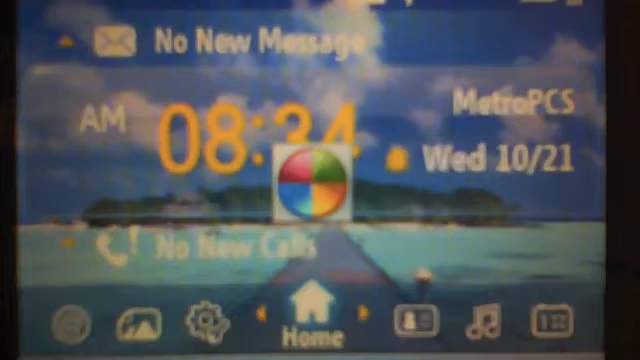 No New Message
MetroPCS
AM 08:34
Wed 10/21
No New Calls
Home